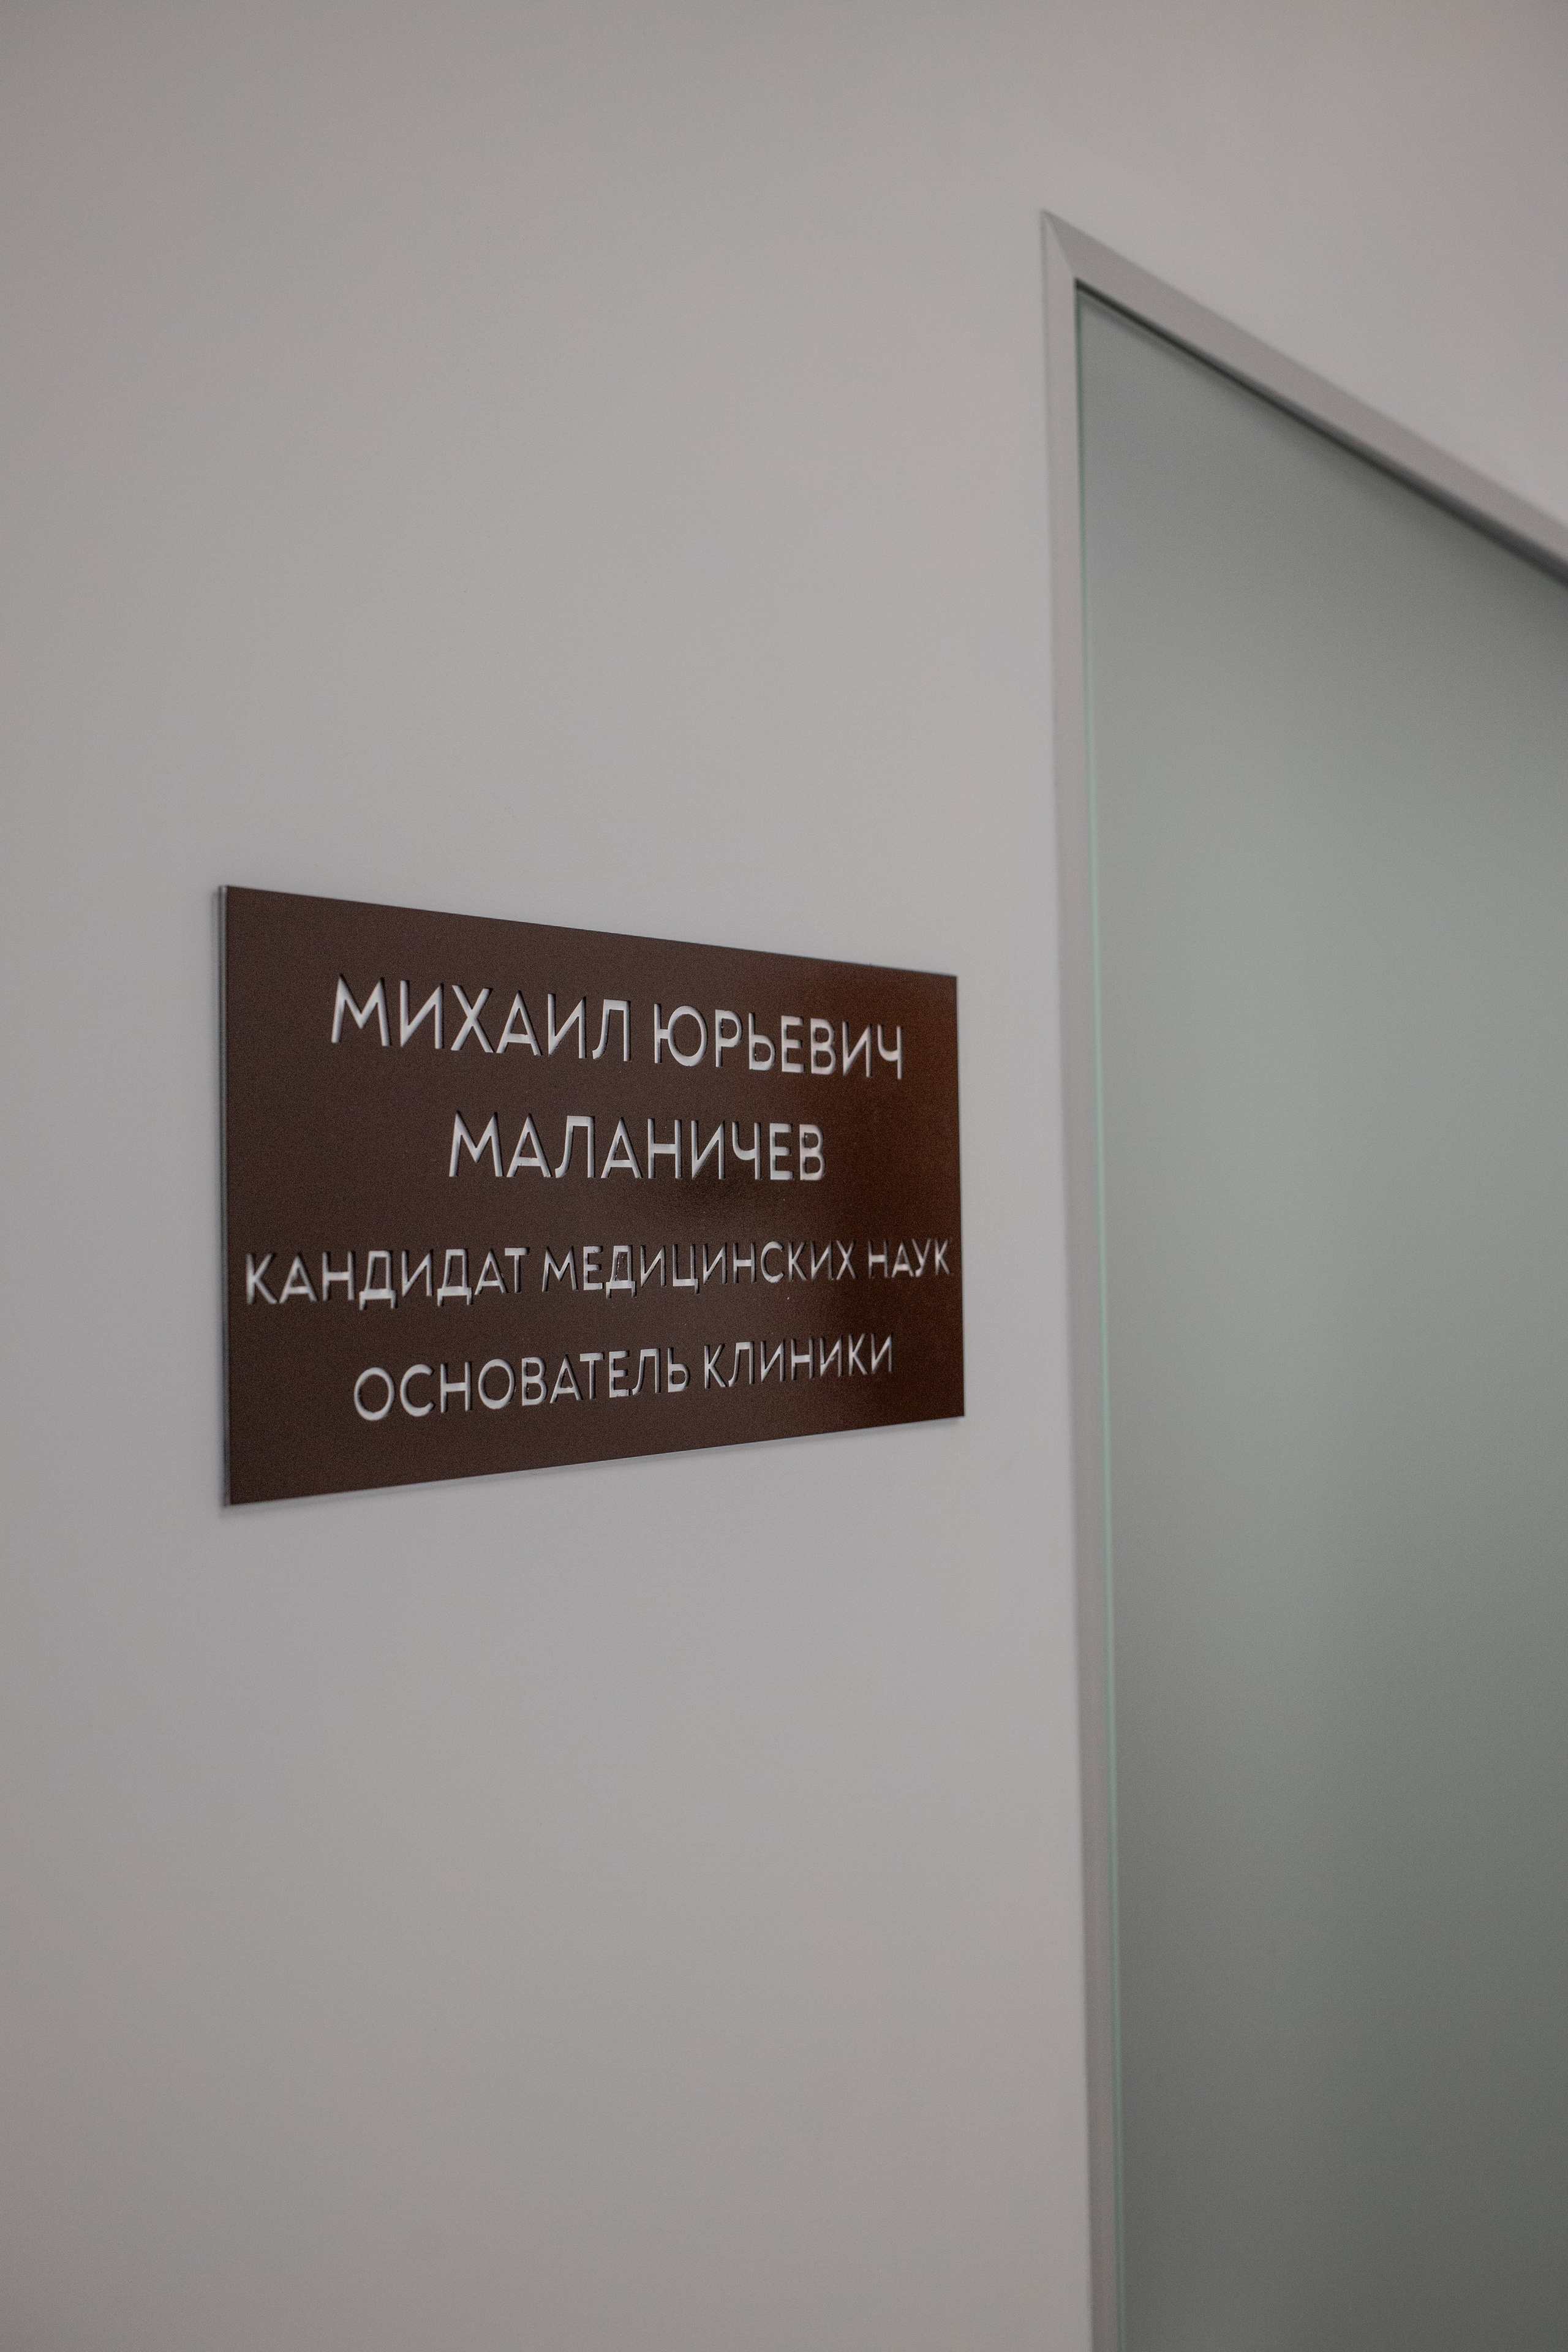 МИХАИЛ ЮРЬЕВИЧ
МАЛАНИЧЕВ
КАНДИДАТ МЕДИЦИНСКИХ НАУК
ОСНОВАТЕЛЬ КЛИНИКИ